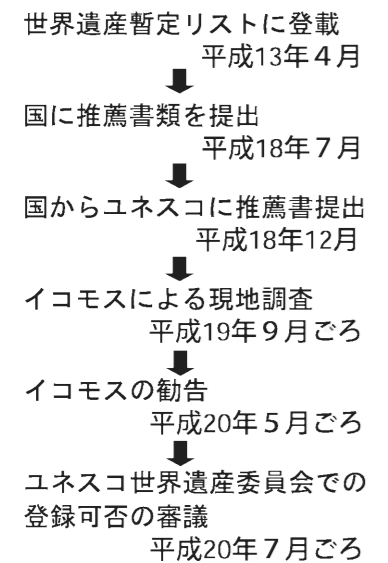 世界遺産暫定リストに登載
平成13年４月
国に推薦書類を提出
平成18年７月
国からユネスコに推薦書提出
平成18年12月
イコモスによる現地調査
平成19年９月ごろ
イコモスの勧告
平成20年５月ごろ
ユネスコ世界遺産委員会での
登録可否の審議
平成20年７月ごろ